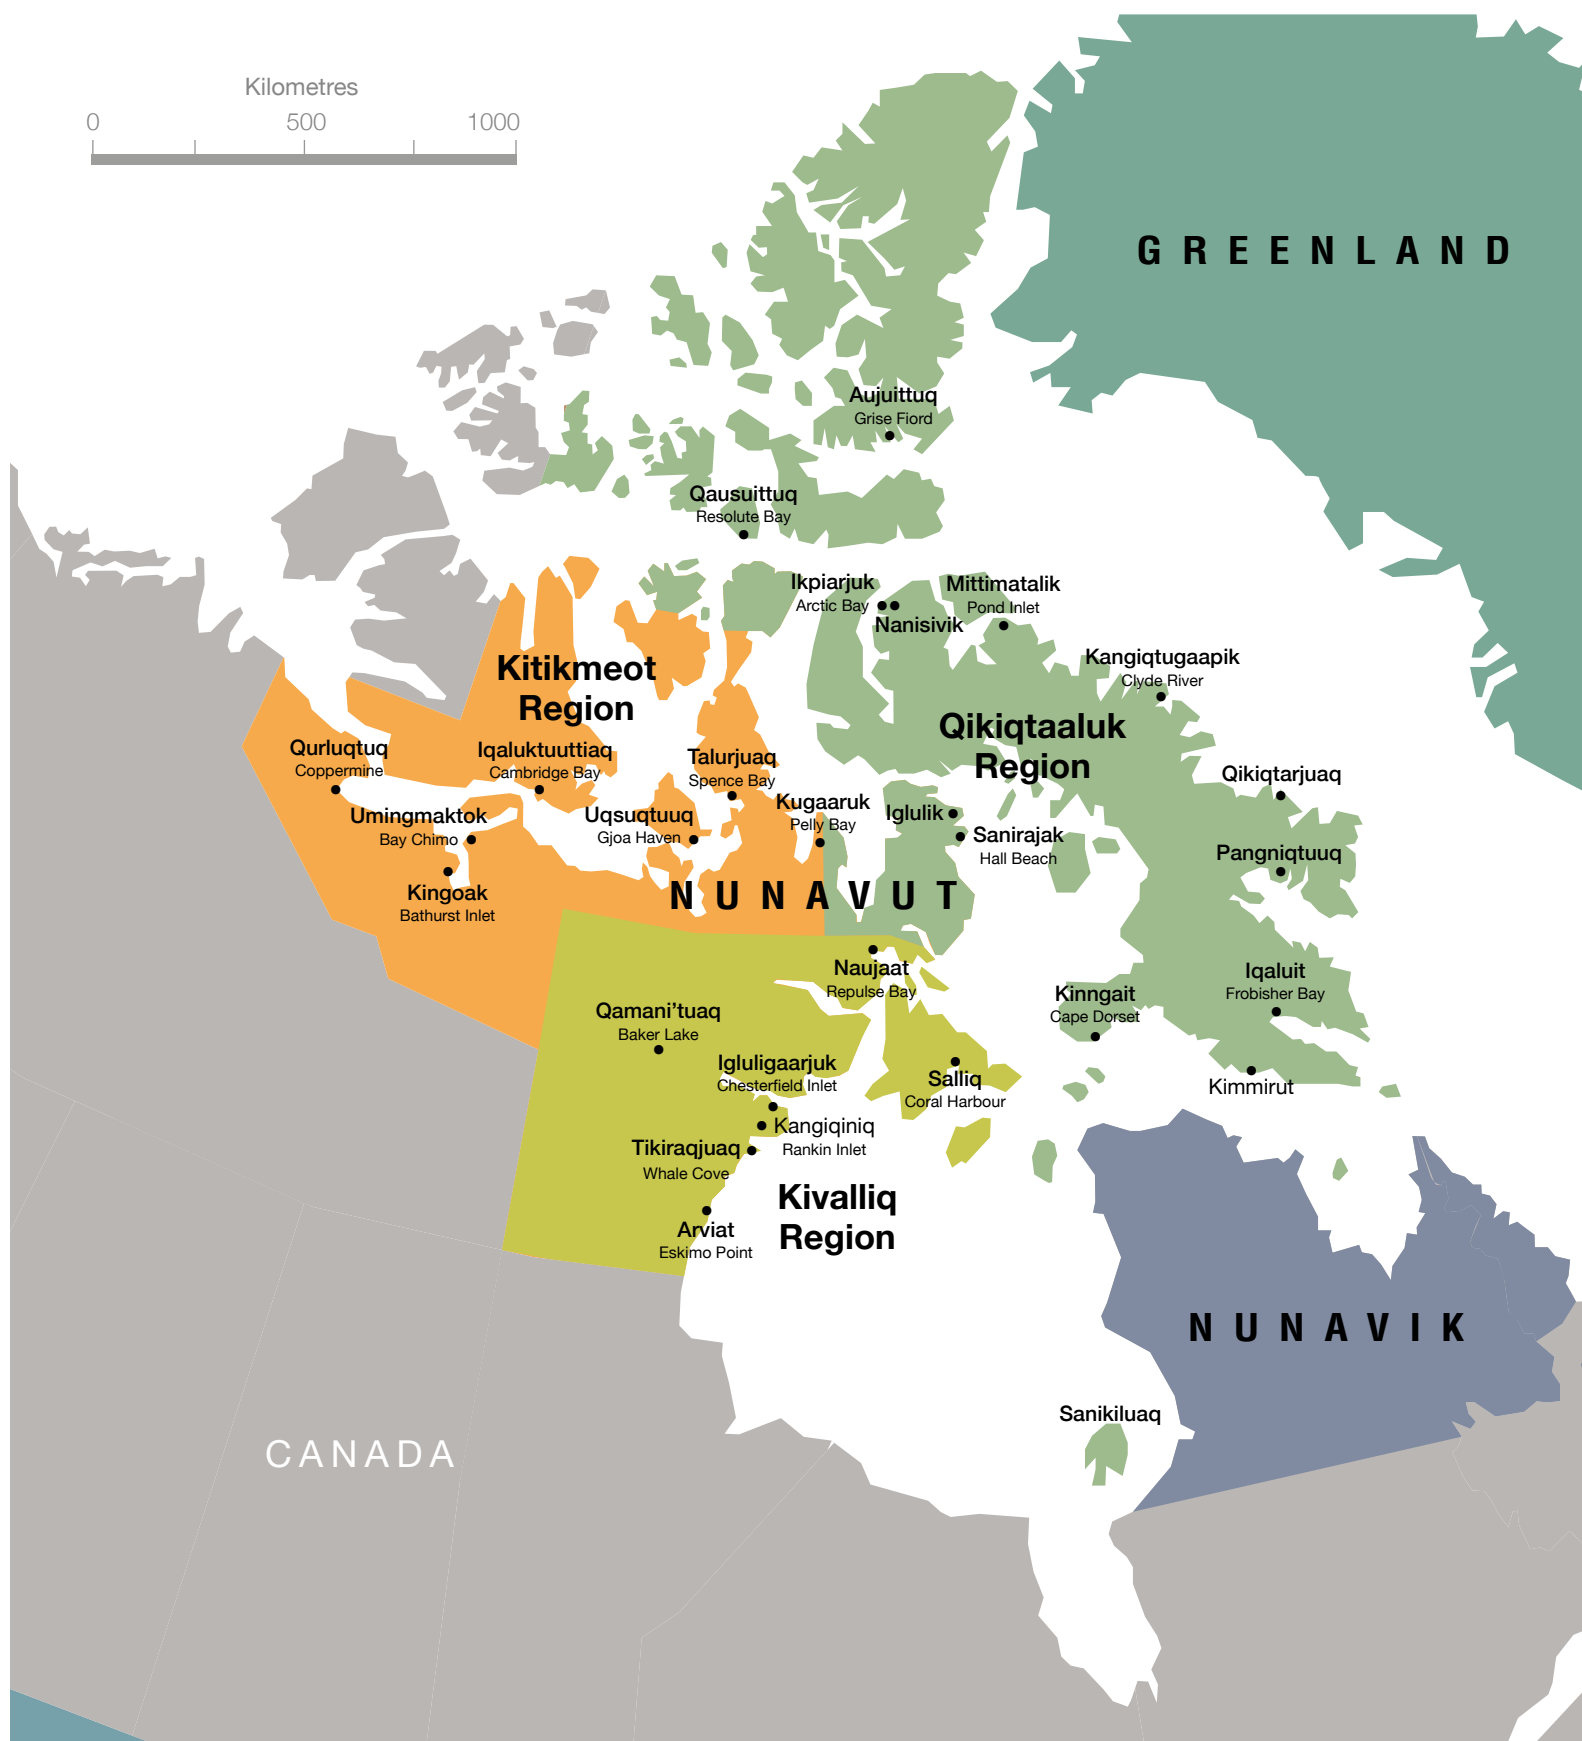 Kilometres
0 500 1000
GREENLAND
Aujuittuq
Grise Fiord
Qausuittuq
Resolute Bay
Ikpiarjuk
Arctic Bay
Nanisivik
Mittimatalik
Pond Inlet
Kangiqtugaapik
Clyde River
Kitikmeot
Region
Qikiqtaaluk
Region
Qurluqtuq
Coppermine
Iqaluktuuttiaq
Cambridge Bay
Talurjuaq
Spence Bay
Qikiqtarjuaq
Umingmaktok
Bay Chimo
Uqsuqtuuq
Gjoa Haven
Kugaaruk
Pelly Bay
Iglulik
Sanirajak
Hall Beach
Pangniqtuuq
Kingoak
Bathurst Inlet
NUNAVUT
Naujaat
Repulse Bay
Iqaluit
Frobisher Bay
Kinngait
Cape Dorset
Qamani'tuaq
Baker Lake
Igluligaarjuk
Chesterfield Inlet
Salliq
Coral Harbour
Kimmirut
Kangiqiniq
Rankin Inlet
Tikiraqjuaq
Whale Cove
Kivalliq
Region
Arviat
Eskimo Point
NUNAVIK
Sanikiluaq
CANADA